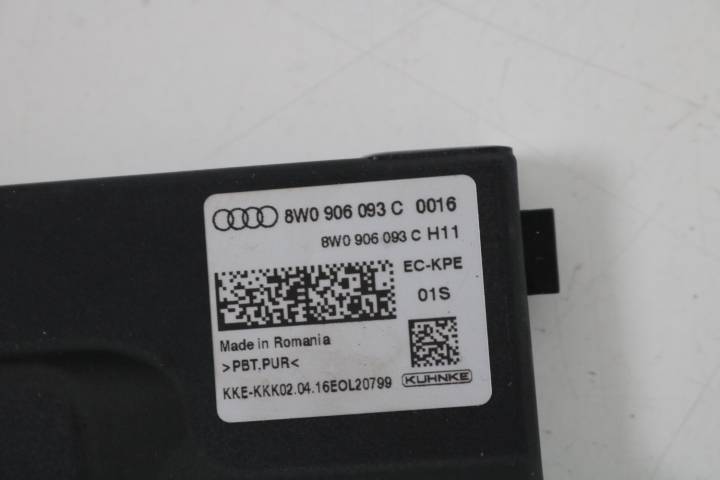 8W0 906 093 C 0016
8W0 906 093 C H11
EC-KPE
01S
Made in Romania
>PBT,PUR<
KKE-KKK02.04.16EOL20799
KUHNKE